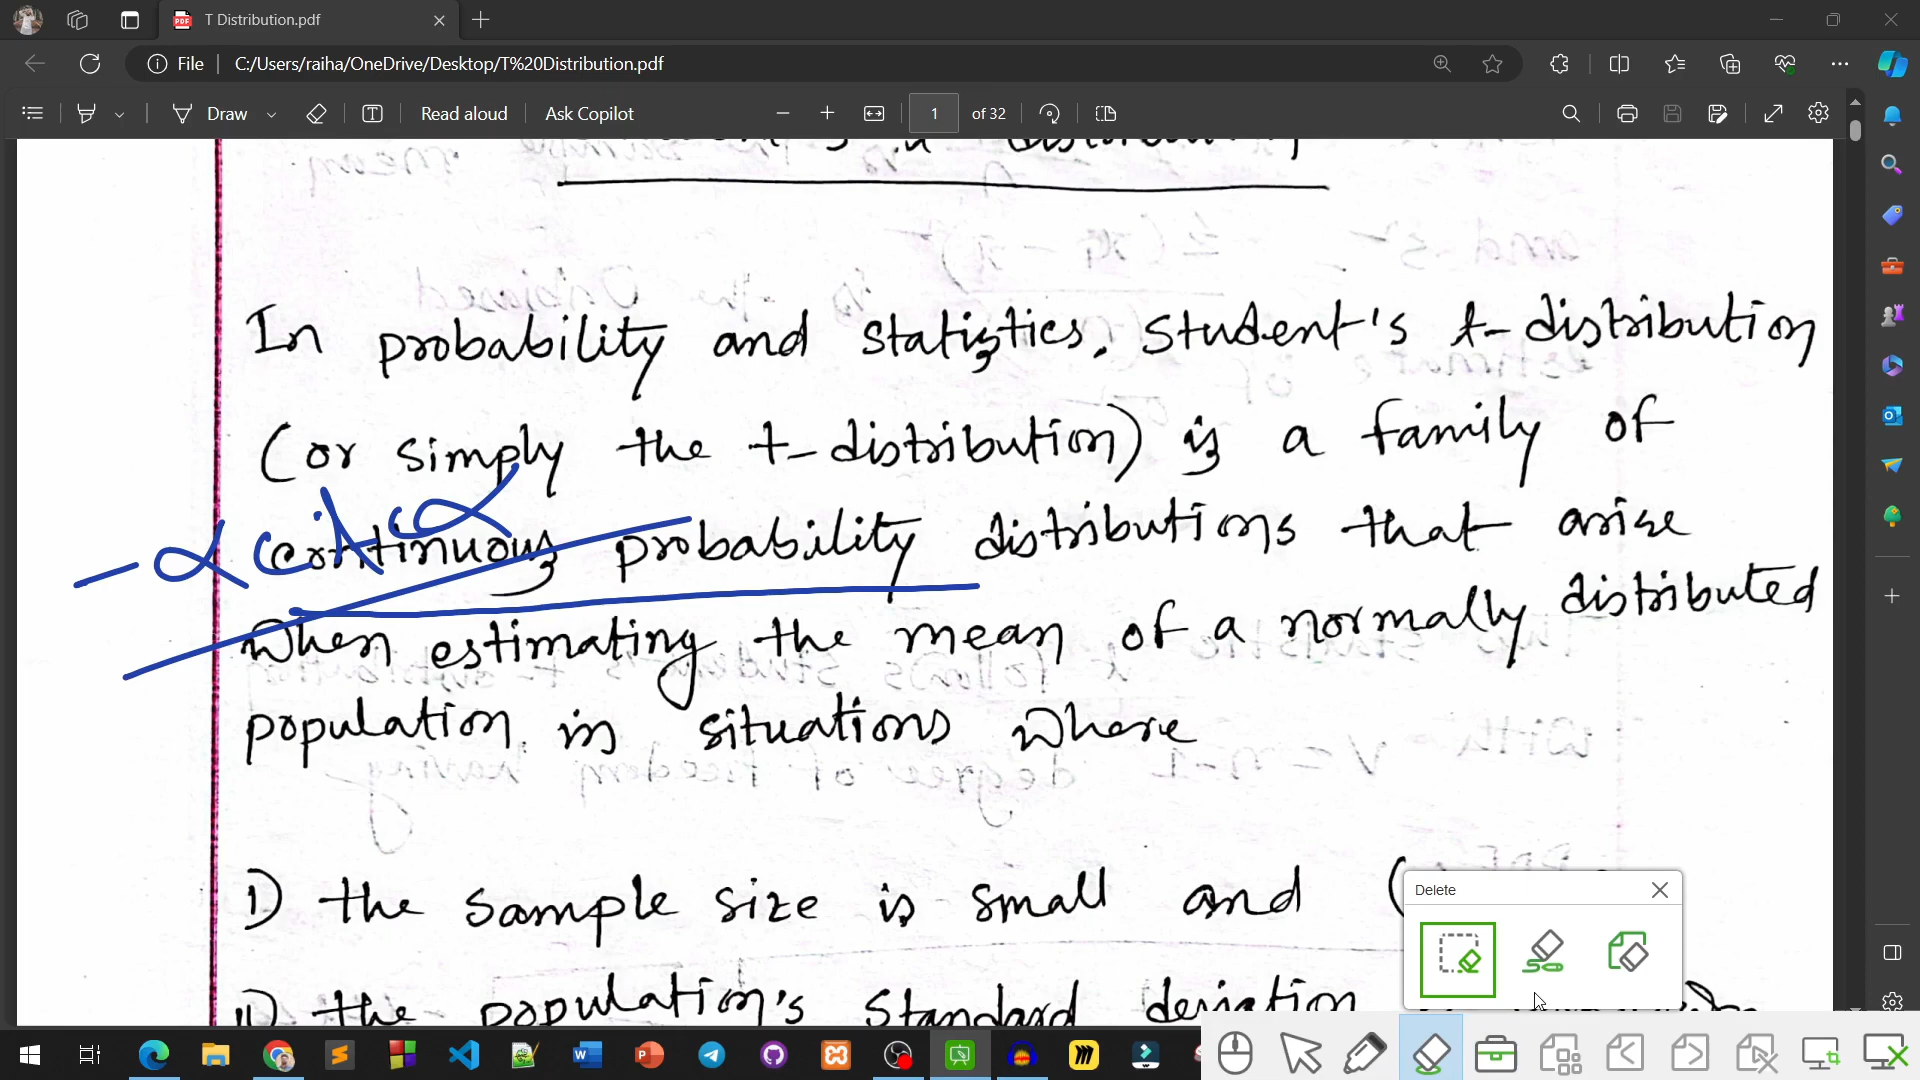 T Distribution.pdf
File
C:/Users/raiha/OneDrive/Desktop/T%20Distribution.pdf
Draw
Read aloud
Ask Copilot
1
of 32
In probability and statistics, Student's t-distribution
(or simply the t-distribution) is a family of
continuous probability distributions that arise
When estimating the mean of a normally distributed
population in situations where
- α < x < α
I) the sample size is small and
II) the population's standard deviation
Delete